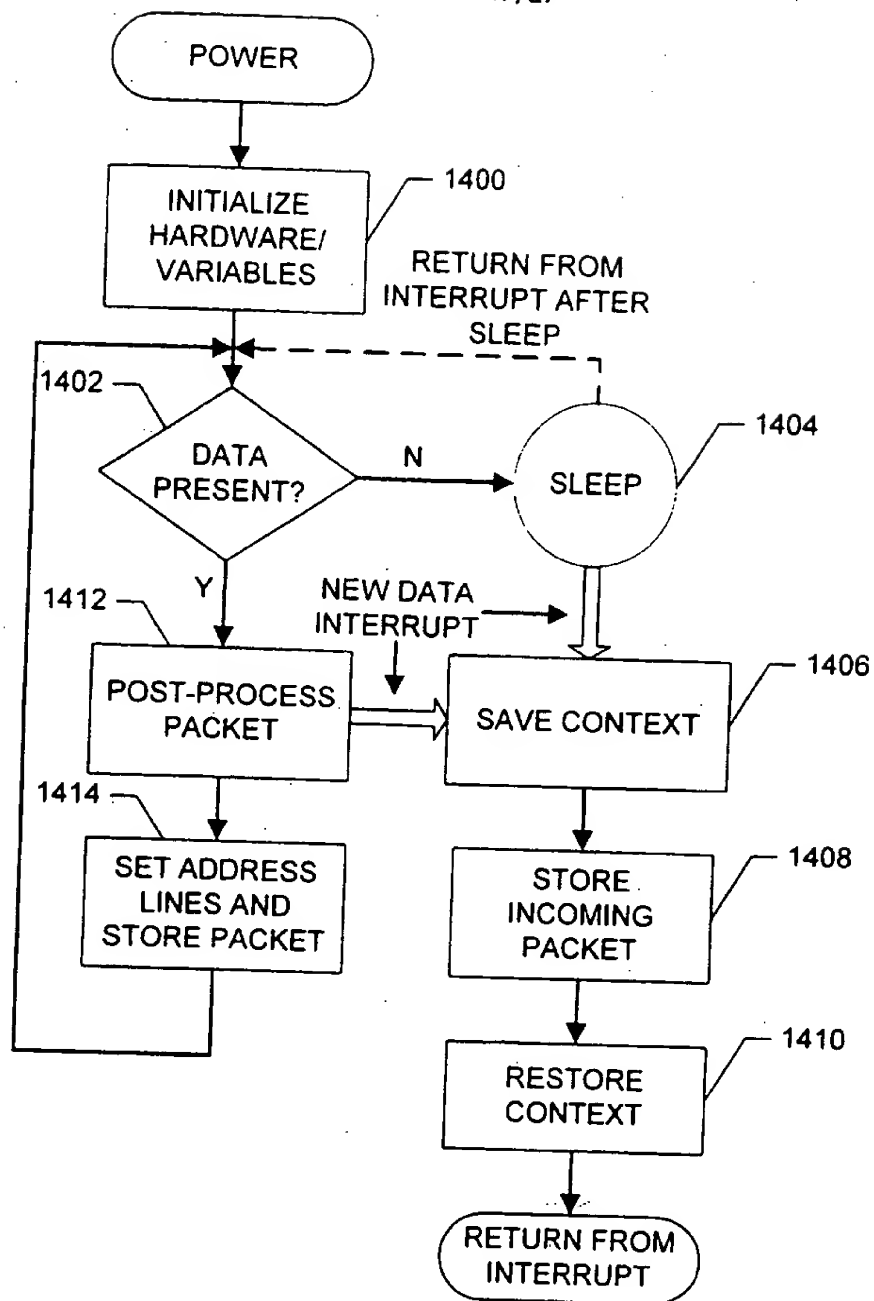 POWER
1400
INITIALIZE
HARDWARE/
VARIABLES
RETURN FROM
INTERRUPT AFTER
SLEEP
1402
DATA
PRESENT?
N
SLEEP
1404
Y
NEW DATA
INTERRUPT
1412
POST-PROCESS
PACKET
SAVE CONTEXT
1406
1414
SET ADDRESS
LINES AND
STORE PACKET
STORE
INCOMING
PACKET
1408
RESTORE
CONTEXT
1410
RETURN FROM
INTERRUPT